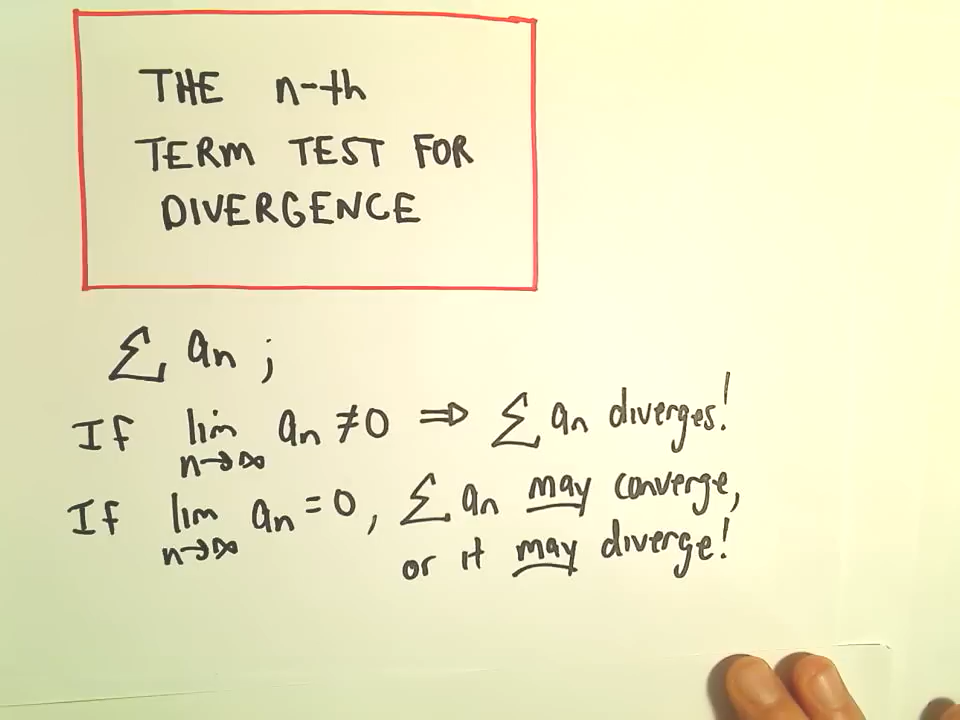 THE n-th
TERM TEST FOR
DIVERGENCE
∑ an ;
If lim n→∞ an ≠ 0 ⇒ ∑ an diverges!
If lim n→∞ an = 0, ∑ an may converge,
or it may diverge!